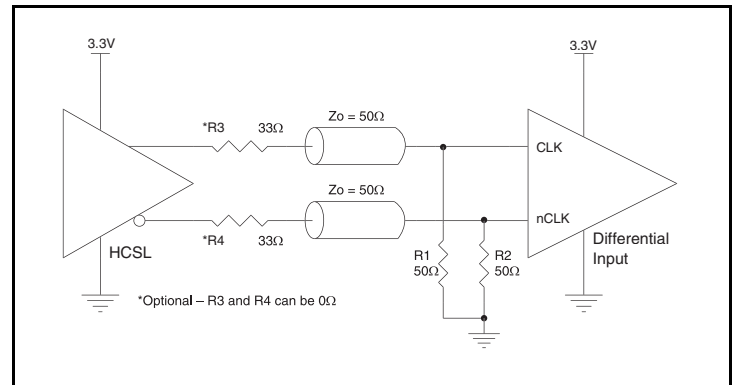 3.3V
3.3V
*R3
33Ω
Zo = 50Ω
CLK
Zo = 50Ω
nCLK
*R4
33Ω
HCSL
R1
50Ω
R2
50Ω
Differential
Input
*Optional – R3 and R4 can be 0Ω